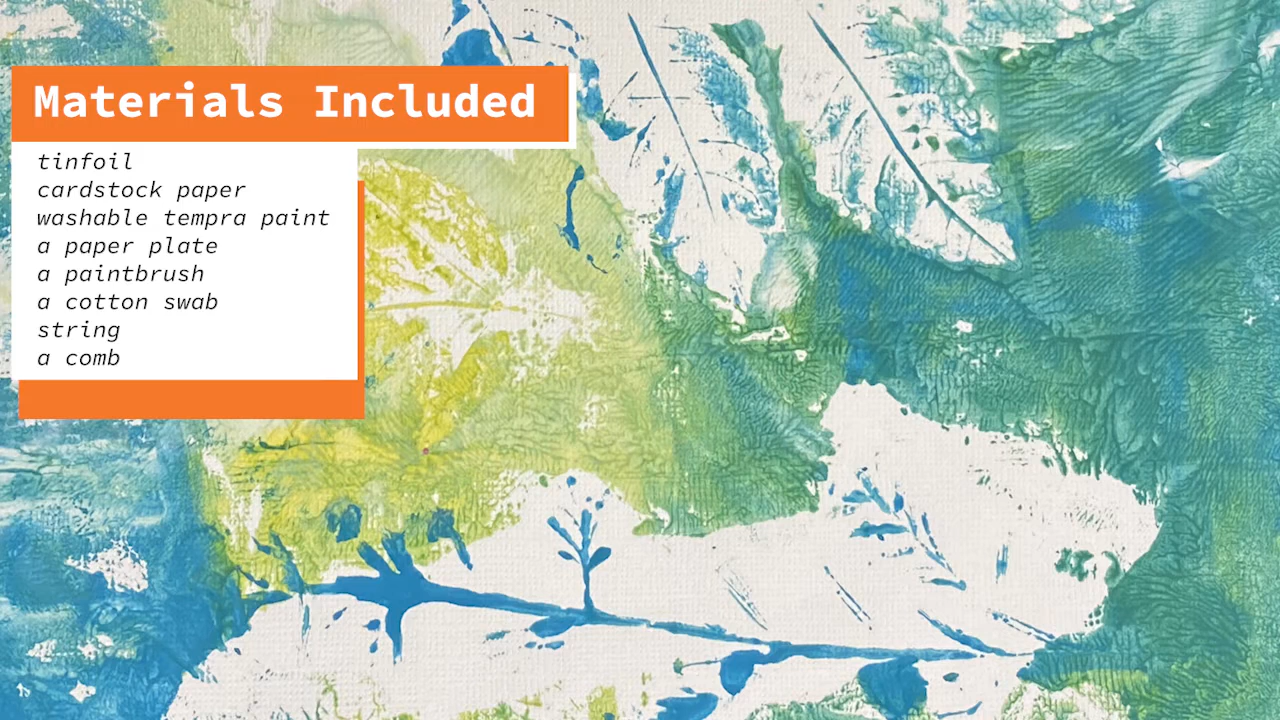 Materials Included
tinfoil
cardstock paper
washable tempra paint
a paper plate
a paintbrush
a cotton swab
string
a comb